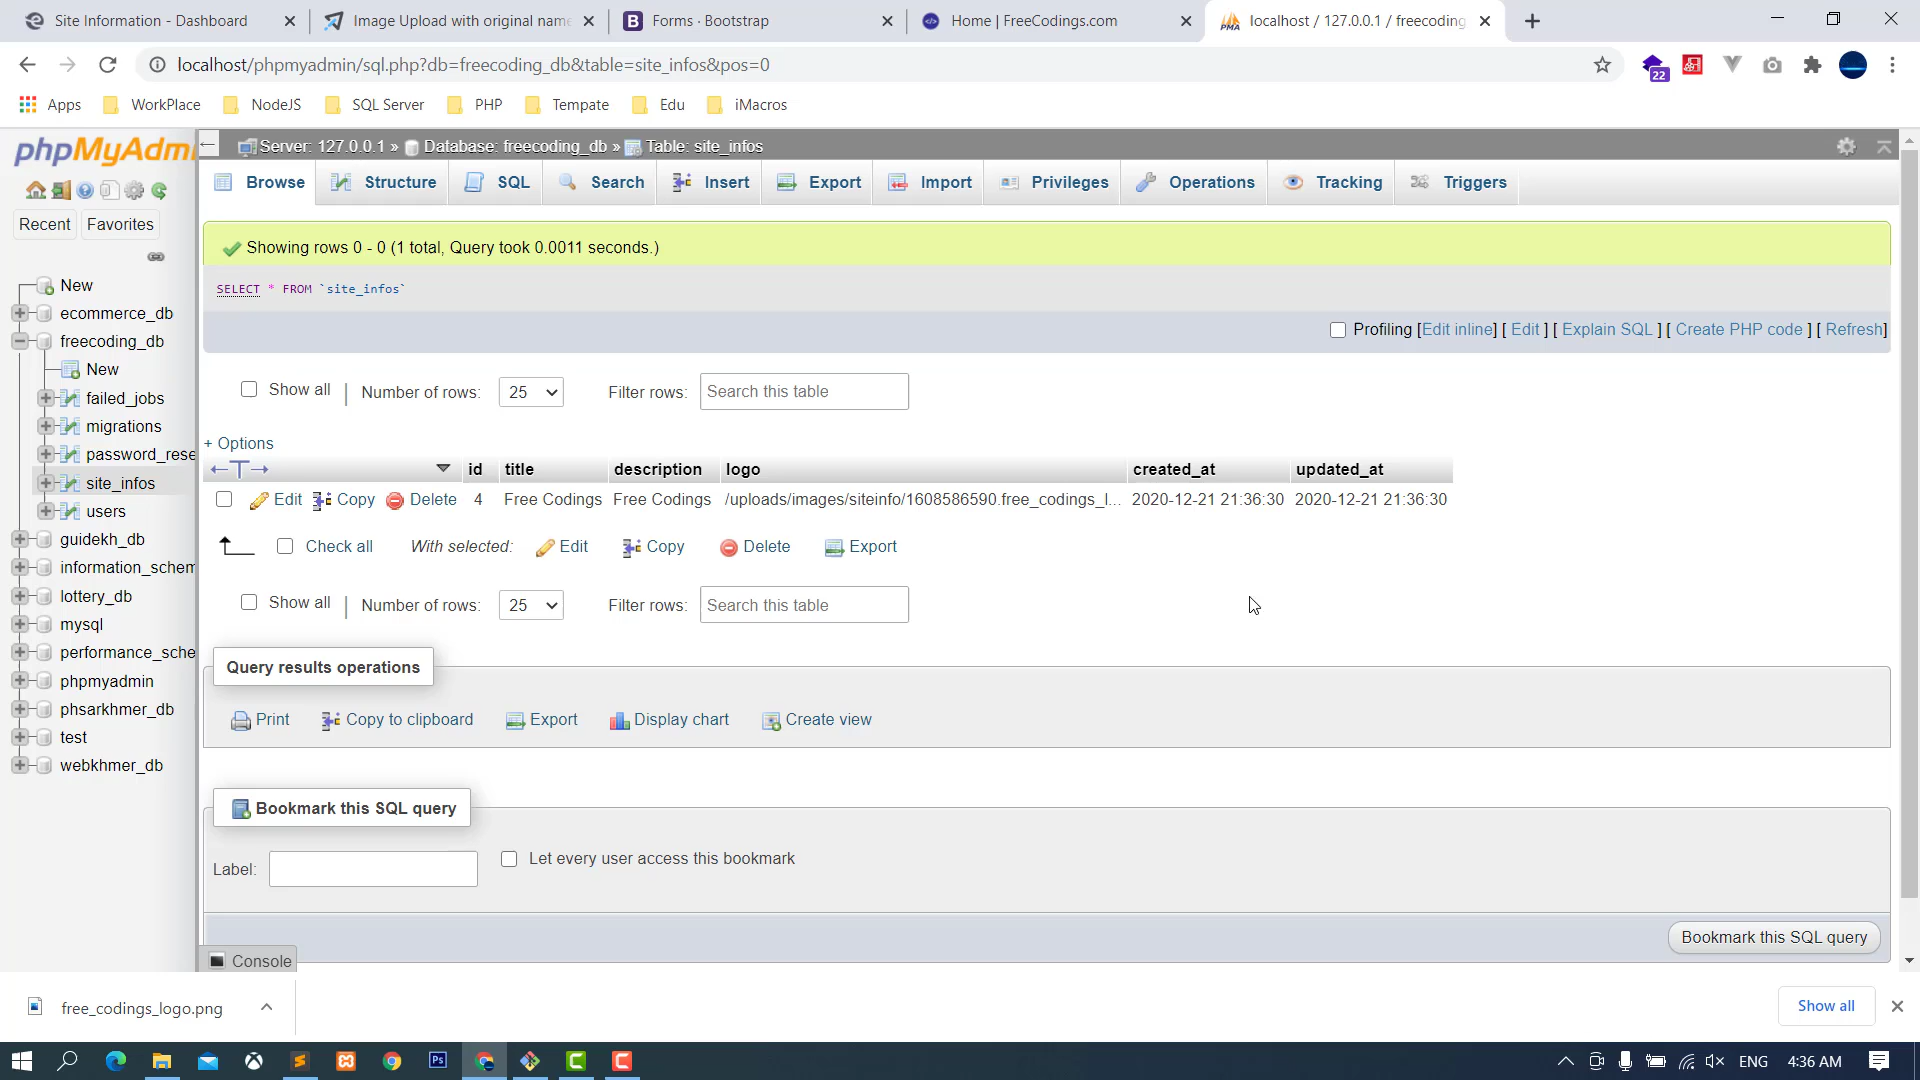 Site Information - Dashboard
Image Upload with original name
Forms · Bootstrap
Home | FreeCodings.com
localhost / 127.0.0.1 / freecoding
localhost/phpmyadmin/sql.php?db=freecoding_db&table=site_infos&pos=0
22
Apps WorkPlace NodeJS SQL Server PHP Tempate Edu iMacros
phpMyAdmi
Recent Favorites
New
ecommerce_db
freecoding_db
New
failed_jobs
migrations
password_rese
site_infos
users
guidekh_db
information_schem
lottery_db
mysql
performance_sche
phpmyadmin
phsarkhmer_db
test
webkhmer_db
Server: 127.0.0.1 » Database: freecoding_db » Table: site_infos
Browse Structure SQL Search Insert Export Import Privileges Operations Tracking Triggers
Showing rows 0 - 0 (1 total, Query took 0.0011 seconds.)
SELECT * FROM `site_infos`
Profiling [Edit inline] [ Edit ] [ Explain SQL ] [ Create PHP code ] [ Refresh]
Show all | Number of rows: 25 Filter rows: Search this table
+ Options
←T→ id title description logo created_at updated_at
Edit Copy Delete 4 Free Codings Free Codings /uploads/images/siteinfo/1608586590.free_codings_l... 2020-12-21 21:36:30 2020-12-21 21:36:30
Check all With selected: Edit Copy Delete Export
Show all | Number of rows: 25 Filter rows: Search this table
Query results operations
Print Copy to clipboard Export Display chart Create view
Bookmark this SQL query
Label: Let every user access this bookmark
Bookmark this SQL query
Console
free_codings_logo.png
Show all
Ps
ENG 4:36 AM